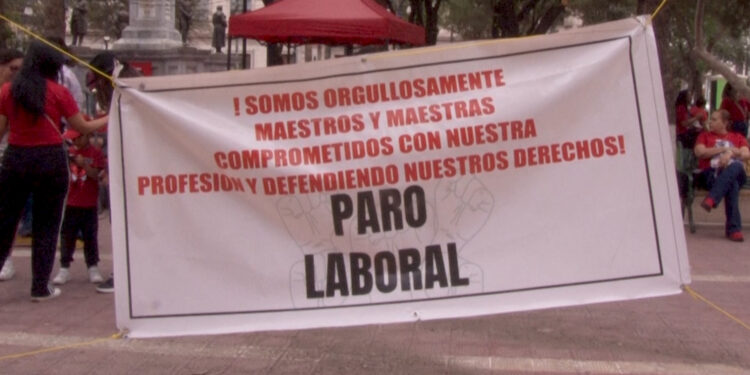 ! SOMOS ORGULLOSAMENTE
MAESTROS Y MAESTRAS
COMPROMETIDOS CON NUESTRA
PROFESION Y DEFENDIENDO NUESTROS DERECHOS!
PARO
LABORAL